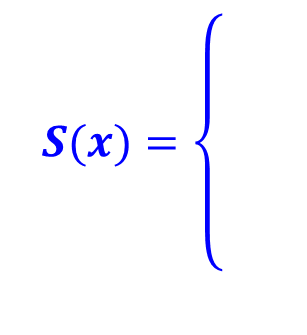 S(x) = {